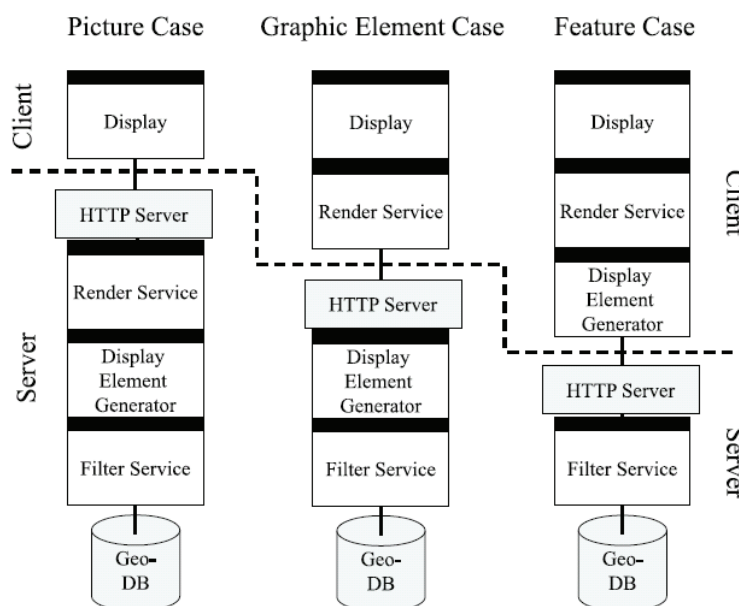 Picture Case
Graphic Element Case
Feature Case
Client
Server
Display
HTTP Server
Render Service
Display
Element
Generator
Filter Service
Geo-
DB
Display
Render Service
HTTP Server
Display
Element
Generator
Filter Service
Geo-
DB
Display
Render Service
Display
Element
Generator
HTTP Server
Filter Service
Geo-
DB
Client
Server